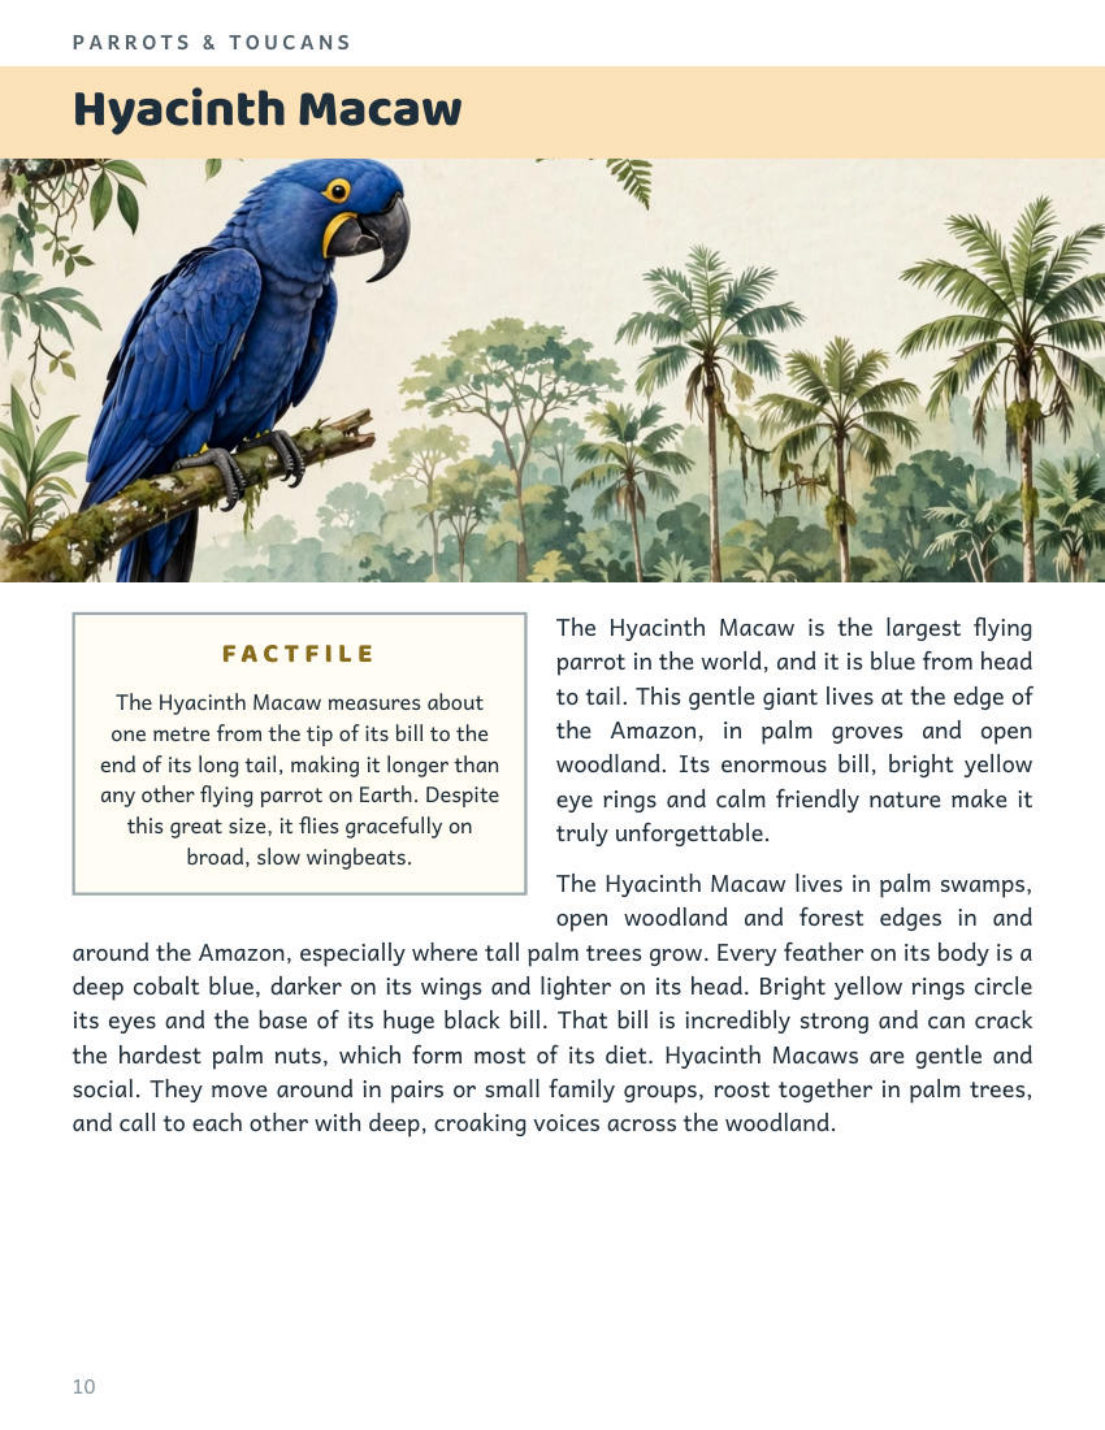 PARROTS & TOUCANS
Hyacinth Macaw
FACTFILE
The Hyacinth Macaw measures about
one metre from the tip of its bill to the
end of its long tail, making it longer than
any other flying parrot on Earth. Despite
this great size, it flies gracefully on
broad, slow wingbeats.
The Hyacinth Macaw is the largest flying
parrot in the world, and it is blue from head
to tail. This gentle giant lives at the edge of
the Amazon, in palm groves and open
woodland. Its enormous bill, bright yellow
eye rings and calm friendly nature make it
truly unforgettable.
The Hyacinth Macaw lives in palm swamps,
open woodland and forest edges in and
around the Amazon, especially where tall palm trees grow. Every feather on its body is a
deep cobalt blue, darker on its wings and lighter on its head. Bright yellow rings circle
its eyes and the base of its huge black bill. That bill is incredibly strong and can crack
the hardest palm nuts, which form most of its diet. Hyacinth Macaws are gentle and
social. They move around in pairs or small family groups, roost together in palm trees,
and call to each other with deep, croaking voices across the woodland.
10